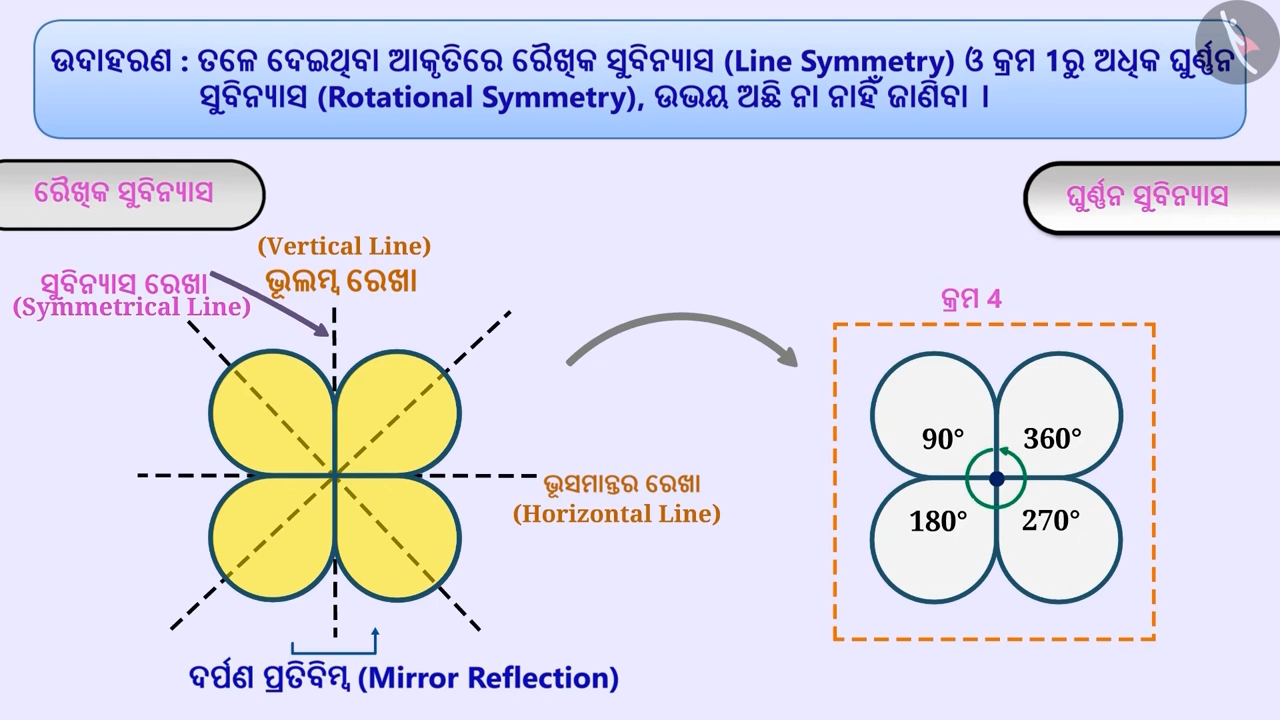 ଉଦାହରଣ : ତଳେ ଦେଇଥିବା ଆକୃତିରେ ରୈଖିକ ସୁବିନ୍ୟାସ (Line Symmetry) ଓ କ୍ରମ 1ରୁ ଅଧିକ ଘୁର୍ଣ୍ଣନ
ସୁବିନ୍ୟାସ (Rotational Symmetry), ଉଭୟ ଅଛି ନା ନାହିଁ ଜାଣିବା ।
ରୈଖିକ ସୁବିନ୍ୟାସ
ଘୁର୍ଣ୍ଣନ ସୁବିନ୍ୟାସ
(Vertical Line)
ଭୂଲମ୍ବ ରେଖା
ସୁବିନ୍ୟାସ ରେଖା
(Symmetrical Line)
କ୍ରମ 4
90° 360°
180° 270°
ଭୂସମାନ୍ତର ରେଖା
(Horizontal Line)
ଦର୍ପଣ ପ୍ରତିବିମ୍ବ (Mirror Reflection)